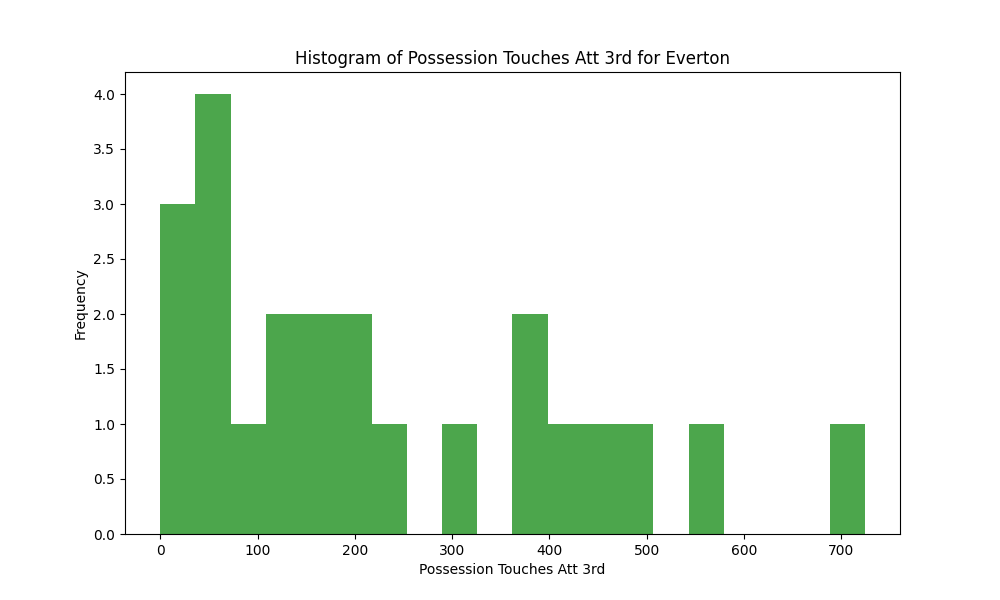 Histogram of Possession Touches Att 3rd for Everton
4.0
3.5
3.0
2.5
2.0
1.5
1.0
0.5
0.0
Frequency
0 100 200 300 400 500 600 700
Possession Touches Att 3rd